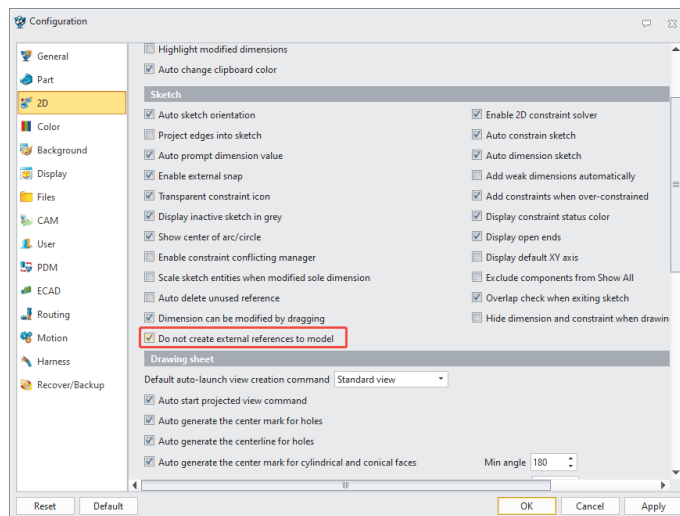 Configuration
General
Part
2D
Color
Background
Display
Files
CAM
User
PDM
ECAD
Routing
Motion
Harness
Recover/Backup
Highlight modified dimensions
Auto change clipboard color
Sketch
Auto sketch orientation
Enable 2D constraint solver
Project edges into sketch
Auto constrain sketch
Auto prompt dimension value
Auto dimension sketch
Enable external snap
Add weak dimensions automatically
Transparent constraint icon
Add constraints when over-constrained
Display inactive sketch in grey
Display constraint status color
Show center of arc/circle
Display open ends
Enable constraint conflicting manager
Display default XY axis
Scale sketch entities when modified sole dimension
Exclude components from Show All
Auto delete unused reference
Overlap check when exiting sketch
Dimension can be modified by dragging
Hide dimension and constraint when drawin
Do not create external references to model
Drawing sheet
Default auto-launch view creation command Standard view
Auto start projected view command
Auto generate the center mark for holes
Auto generate the centerline for holes
Auto generate the center mark for cylindrical and conical faces Min angle 180
Reset Default OK Cancel Apply